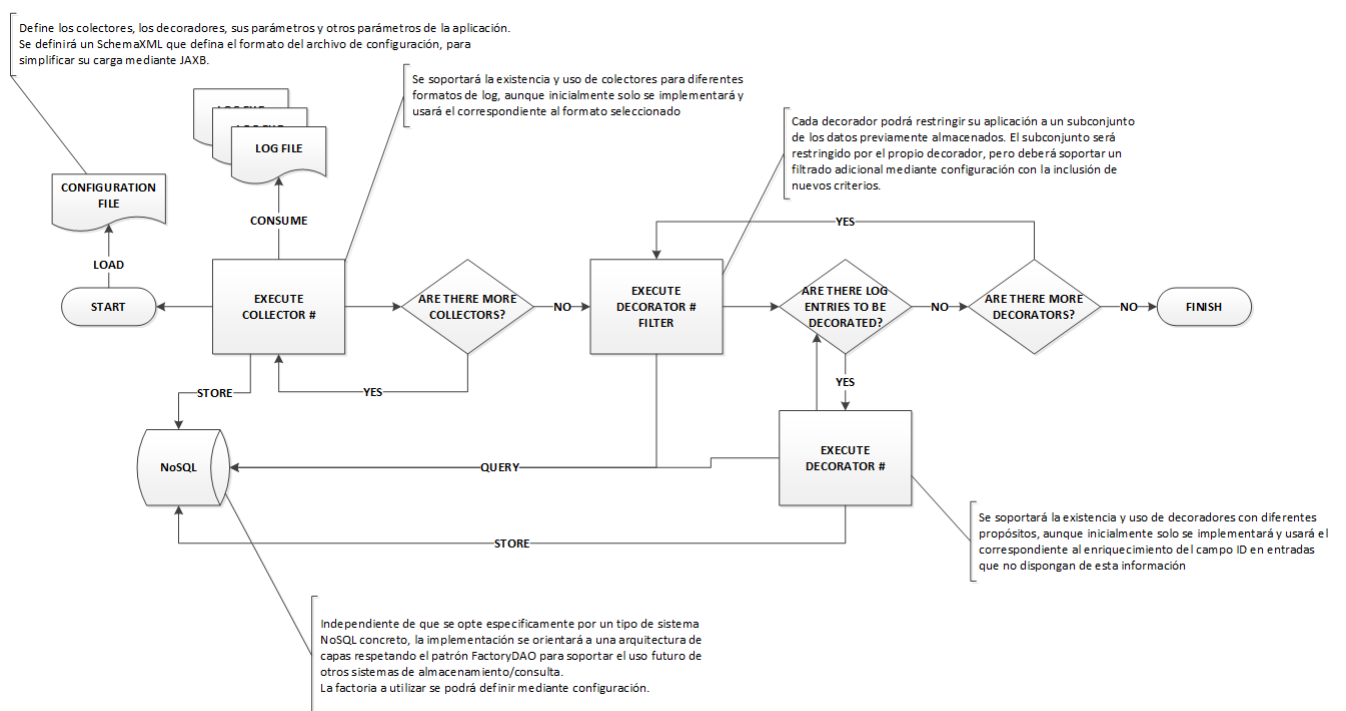 Define los colectores, los decoradores, sus parámetros y otros parámetros de la aplicación.
Se definirá un SchemaXML que defina el formato del archivo de configuración, para
simplificar su carga mediante JAXB.
Se soportará la existencia y uso de colectores para diferentes
formatos de log, aunque inicialmente solo se implementará y
usará el correspondiente al formato seleccionado
Cada decorador podrá restringir su aplicación a un subconjunto
de los datos previamente almacenados. El subconjunto será
restringido por el propio decorador, pero deberá soportar un
filtrado adicional mediante configuración con la inclusión de
nuevos criterios.
LOG FILE
CONFIGURATION
FILE
CONSUME
LOAD
START
EXECUTE
COLLECTOR #
ARE THERE MORE
COLLECTORS?
NO
YES
EXECUTE
DECORATOR #
FILTER
ARE THERE LOG
ENTRIES TO BE
DECORATED?
NO
ARE THERE MORE
DECORATORS?
YES
NO
FINISH
YES
STORE
NoSQL
QUERY
EXECUTE
DECORATOR #
STORE
Se soportará la existencia y uso de decoradores con diferentes
propósitos, aunque inicialmente solo se implementará y usará el
correspondiente al enriquecimiento del campo ID en entradas
que no dispongan de esta información
Independiente de que se opte especificamente por un tipo de sistema
NoSQL concreto, la implementación se orientará a una arquitectura de
capas respetando el patrón FactoryDAO para soportar el uso futuro de
otros sistemas de almacenamiento/consulta.
La factoria a utilizar se podrá definir mediante configuración.